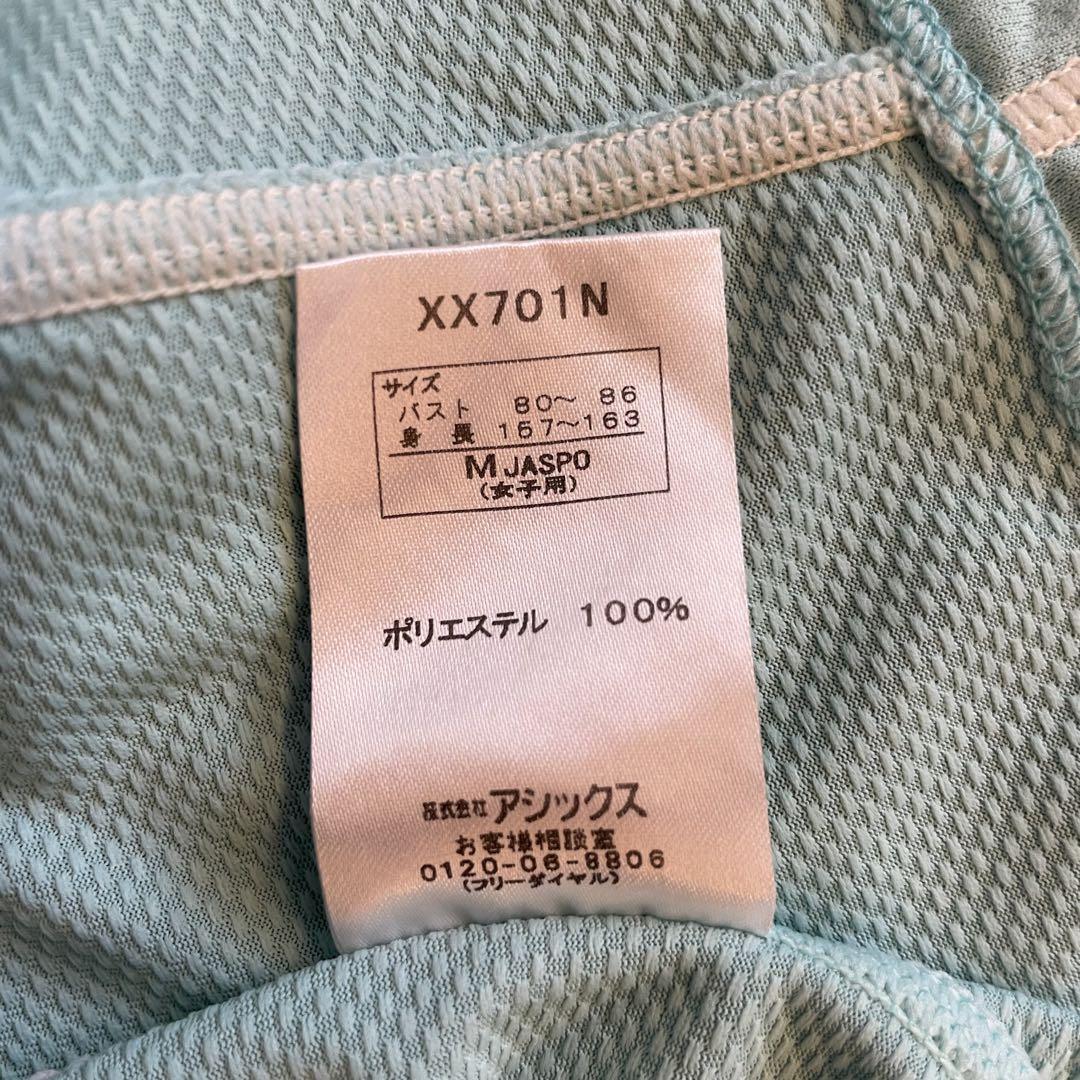 XX701N
サイズ
バスト 80～86
身長 157～163
M JASPO
(女子用)
ポリエステル 100%
株式会社アシックス
お客様相談室
0120-06-8806
(フリーダイヤル)